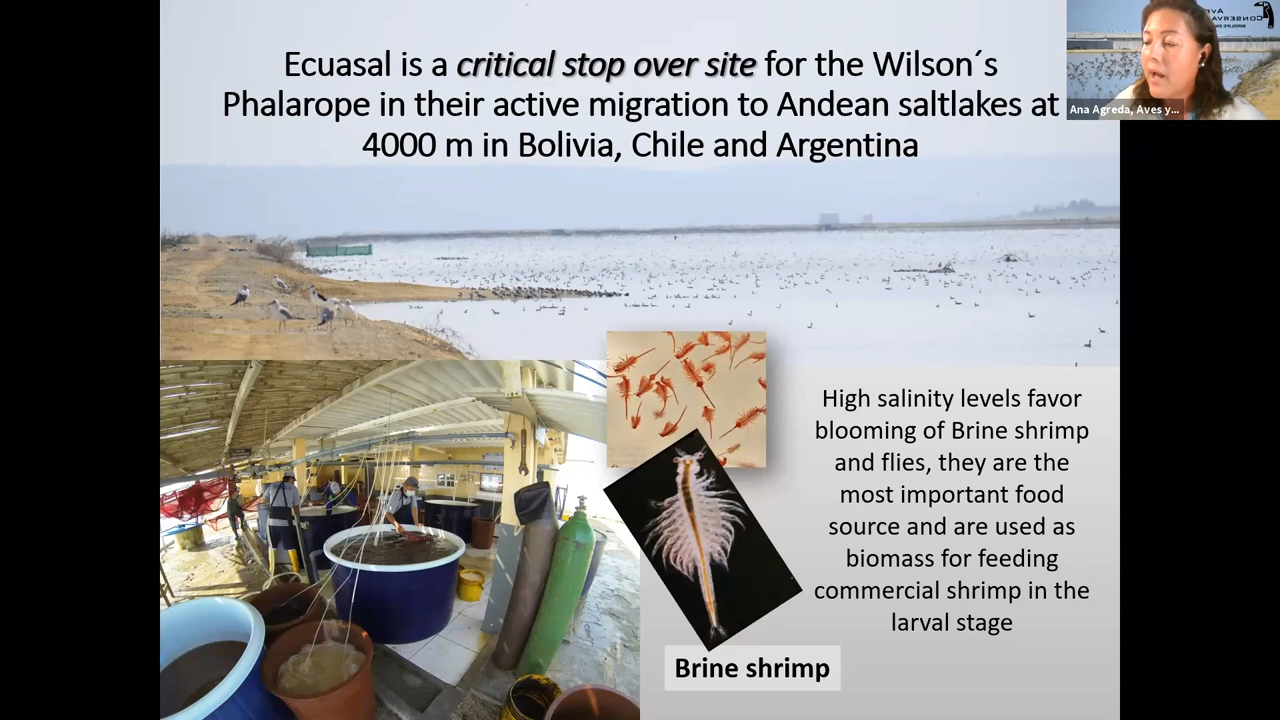 Ecuasal is a critical stop over site for the Wilson´s
Phalarope in their active migration to Andean saltlakes at
4000 m in Bolivia, Chile and Argentina
Ana Agreda, Aves y...
High salinity levels favor
blooming of Brine shrimp
and flies, they are the
most important food
source and are used as
biomass for feeding
commercial shrimp in the
larval stage
Brine shrimp